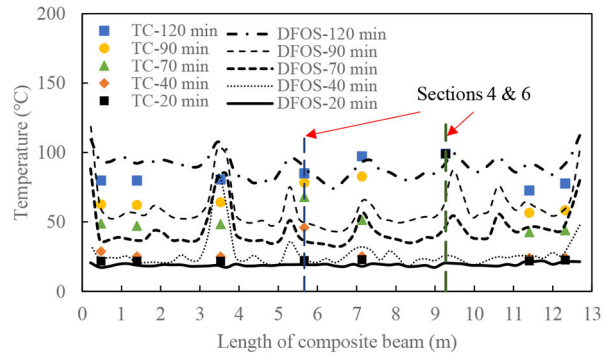 200
150
100
50
0
Temperature (℃)
TC-120 min
TC-90 min
TC-70 min
TC-40 min
TC-20 min
DFOS-120 min
DFOS-90 min
DFOS-70 min
DFOS-40 min
DFOS-20 min
Sections 4 & 6
0 1 2 3 4 5 6 7 8 9 10 11 12 13
Length of composite beam (m)